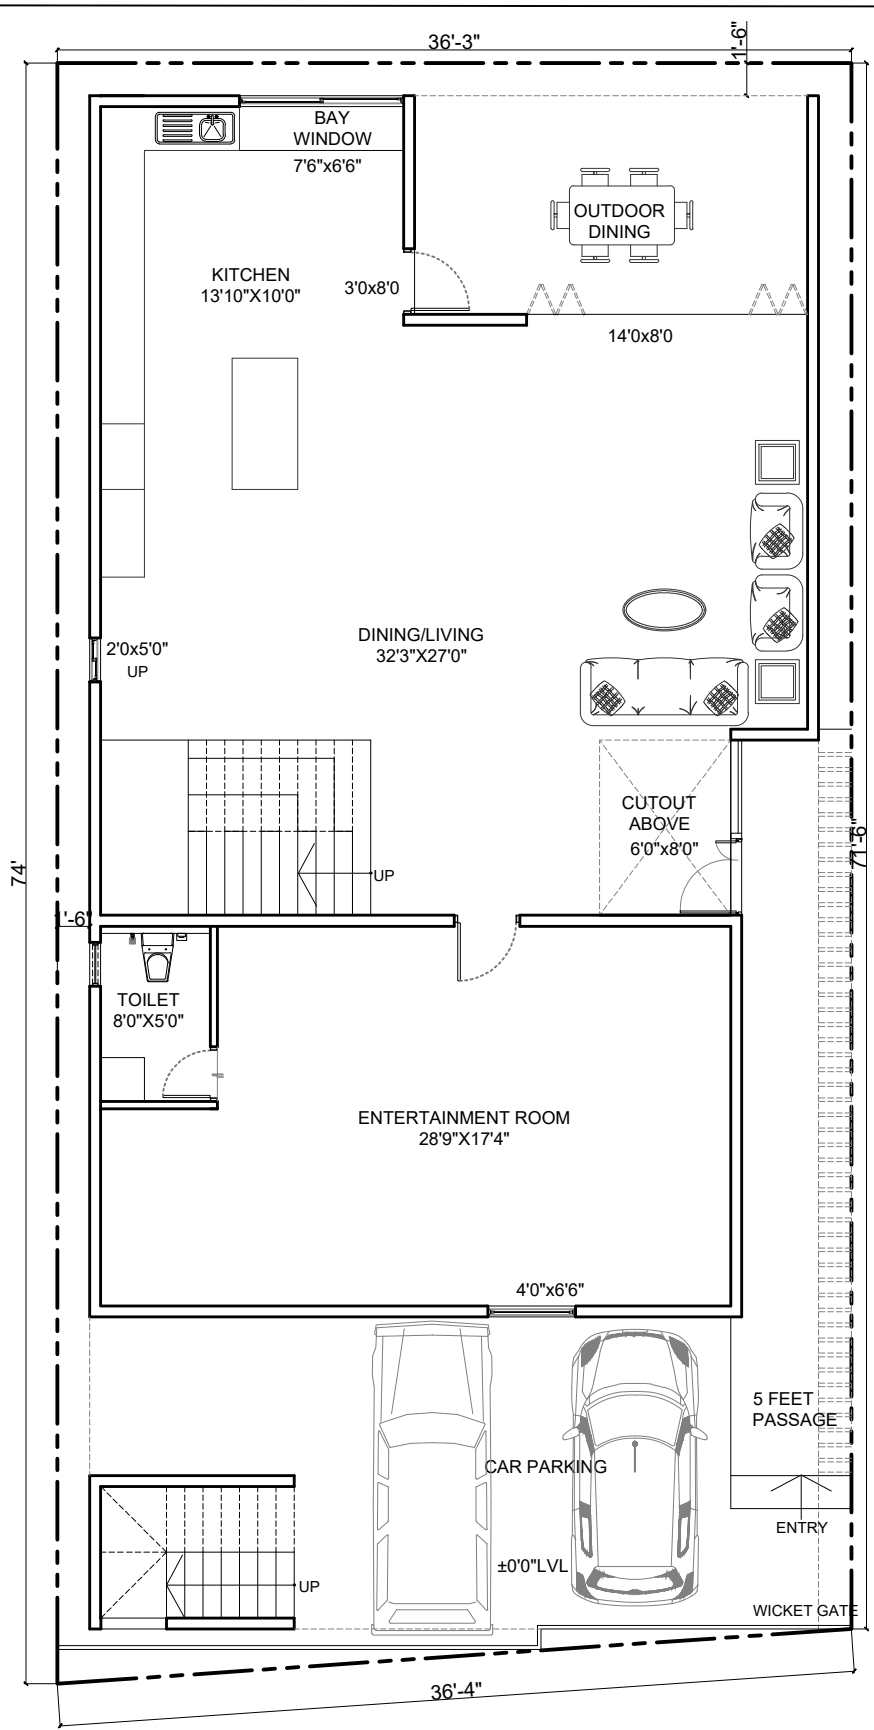 36'-3"
1'-6"
BAY
WINDOW
7'6"x6'6"
OUTDOOR
DINING
KITCHEN
13'10"X10'0"
3'0x8'0
14'0x8'0
DINING/LIVING
32'3"X27'0"
2'0x5'0"
UP
CUTOUT
ABOVE
6'0"x8'0"
UP
74'
71'-6"
1'-6"
TOILET
8'0"X5'0"
ENTERTAINMENT ROOM
28'9"X17'4"
4'0"x6'6"
5 FEET
PASSAGE
CAR PARKING
ENTRY
±0'0"LVL
UP
WICKET GATE
36'-4"